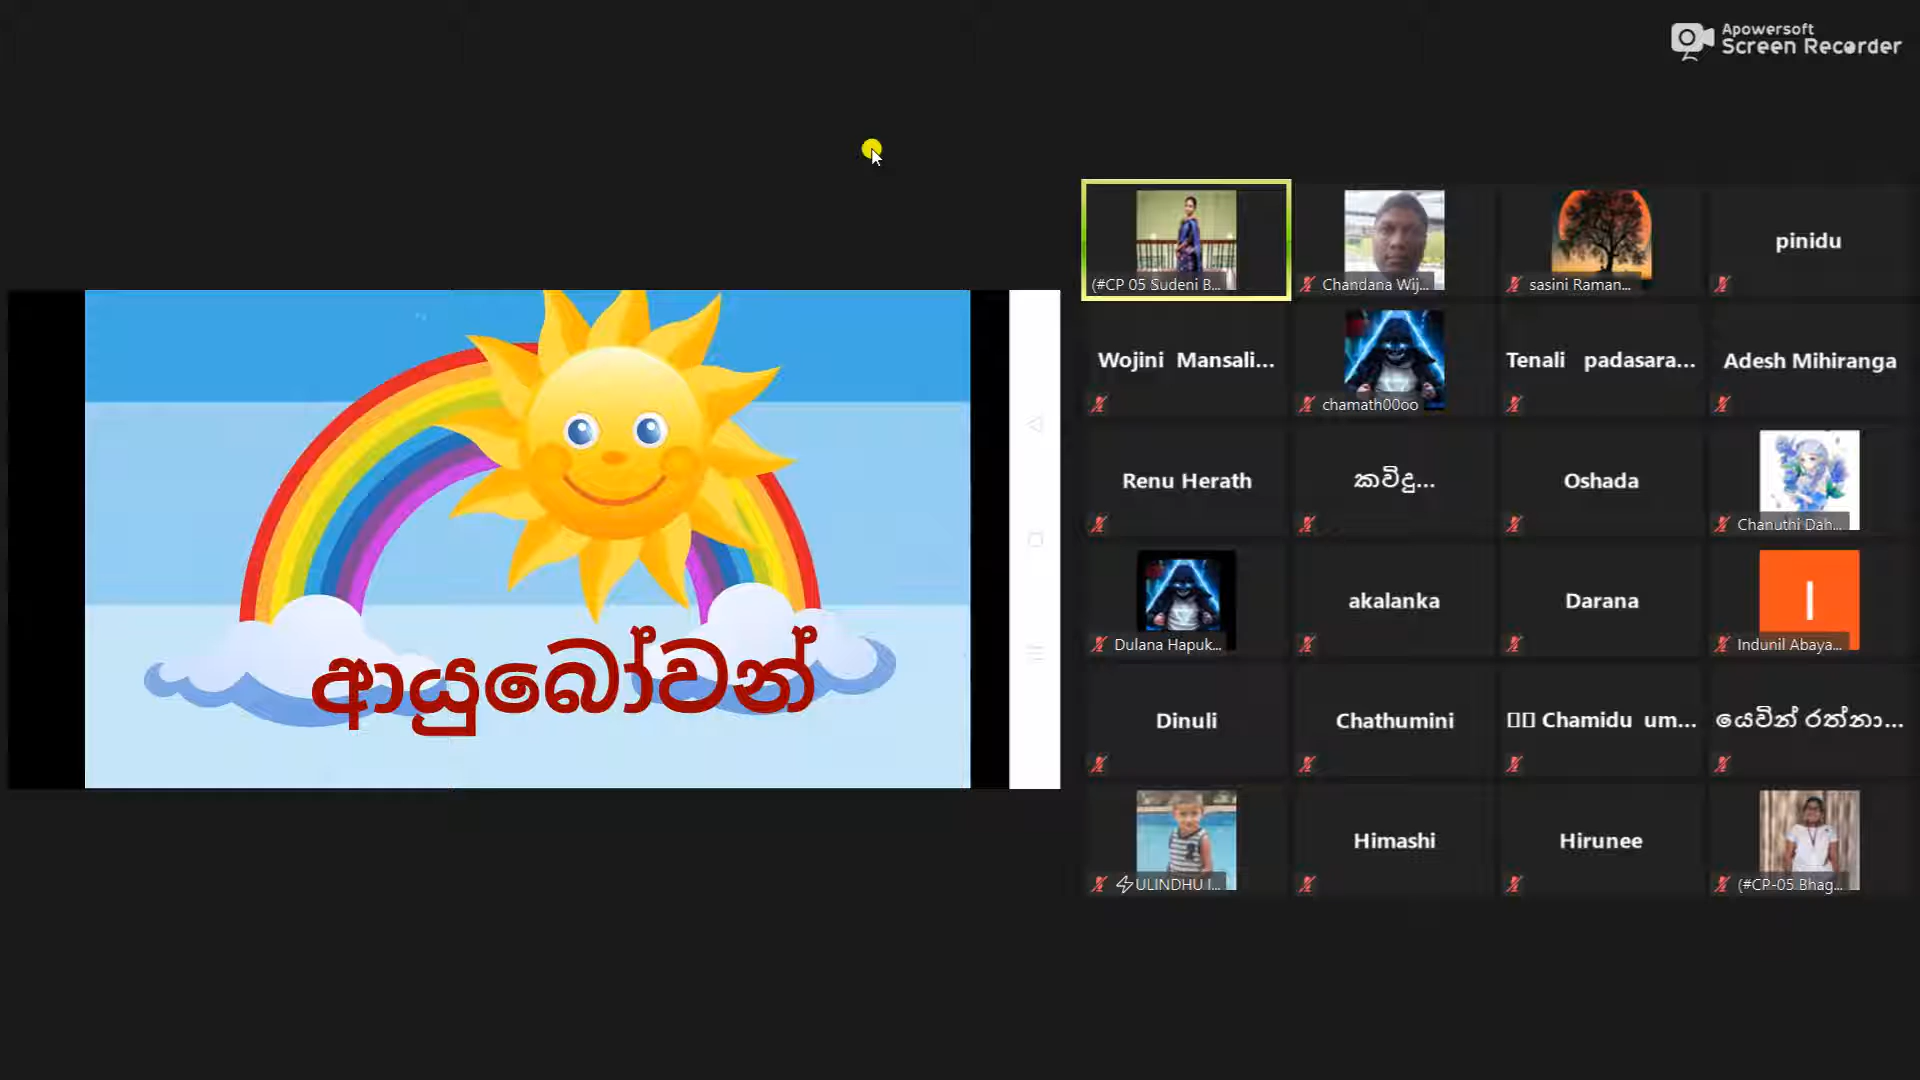 Apowersoft
Screen Recorder
(#CP 05 Sudeni B...
Chandana Wij...
sasini Raman...
pinidu
Wojini Mansali...
chamath00oo
Tenali padasara...
Adesh Mihiranga
Renu Herath
කවිදු...
Oshada
Chanuthi Dah...
Dulana Hapuk...
akalanka
Darana
I
Indunil Abaya...
ආයුබෝවන්
Dinuli
Chathumini
Chamidu um...
යෙවින් රත්නා...
ULINDHU I...
Himashi
Hirunee
(#CP-05 Bhag...